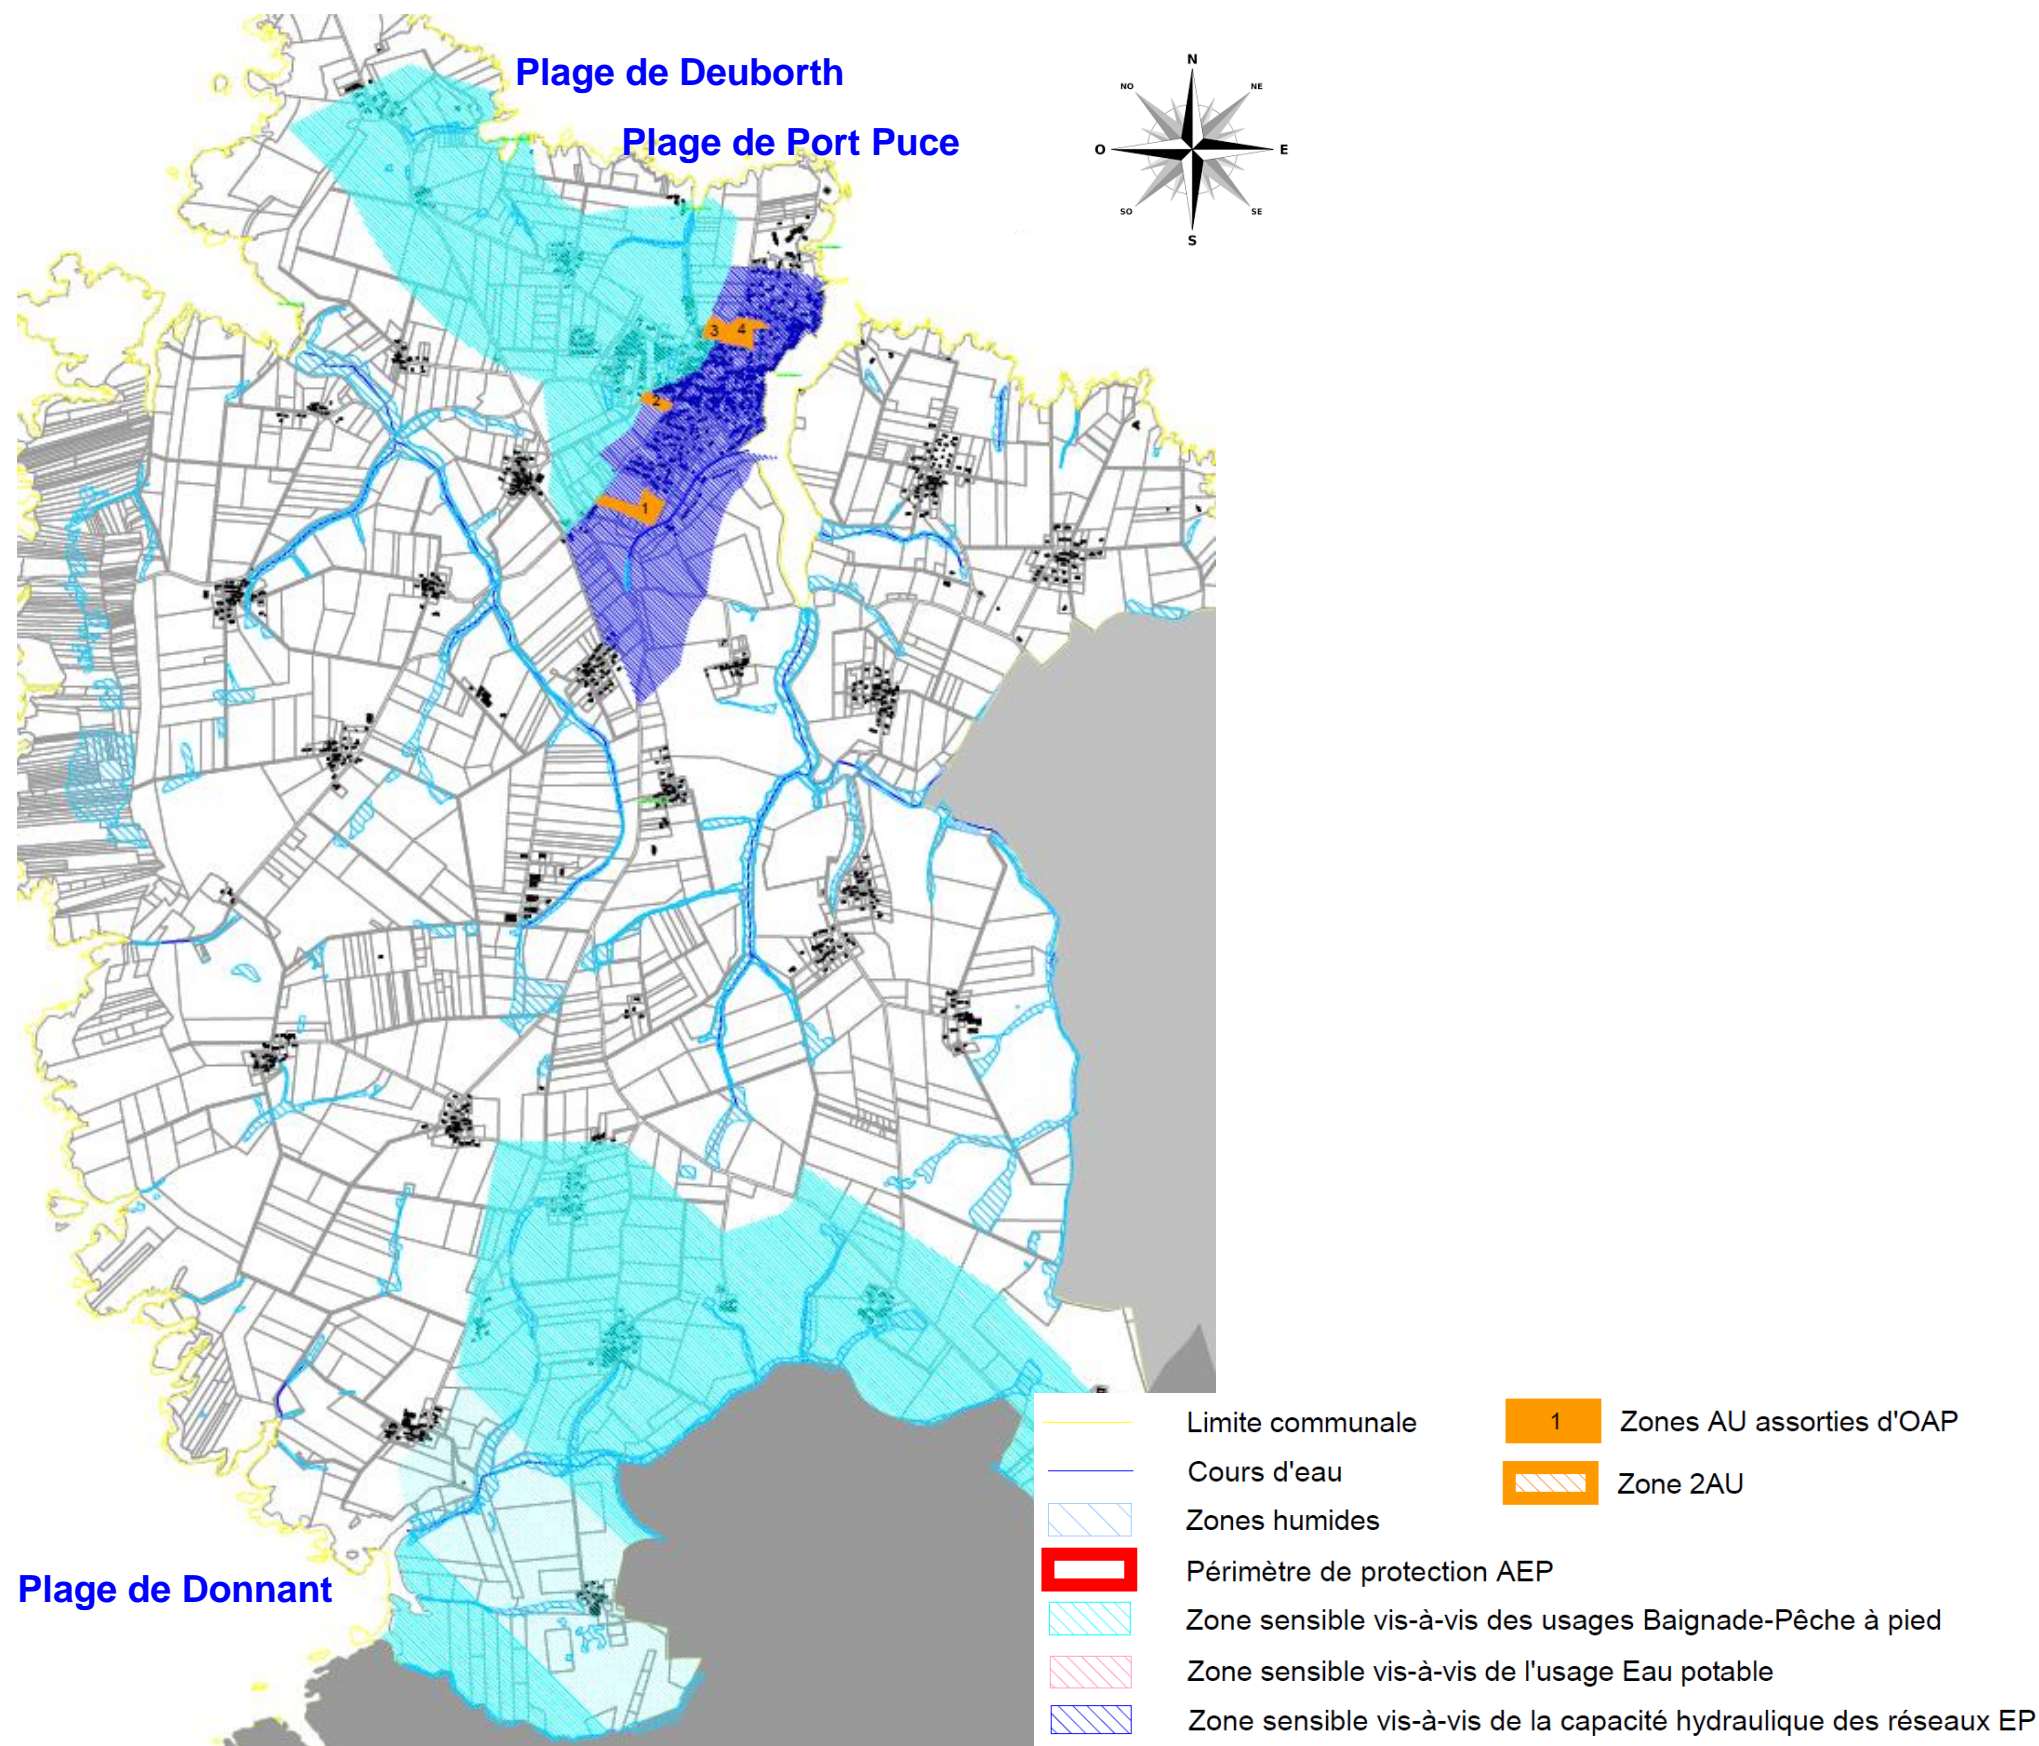 Plage de Deuborth
Plage de Port Puce
N
NO
NE
O
E
SO
SE
S
3
4
2
1
Plage de Donnant
Limite communale
Cours d'eau
Zones humides
Périmètre de protection AEP
Zone sensible vis-à-vis des usages Baignade-Pêche à pied
Zone sensible vis-à-vis de l'usage Eau potable
Zone sensible vis-à-vis de la capacité hydraulique des réseaux EP
1
Zones AU assorties d'OAP
Zone 2AU